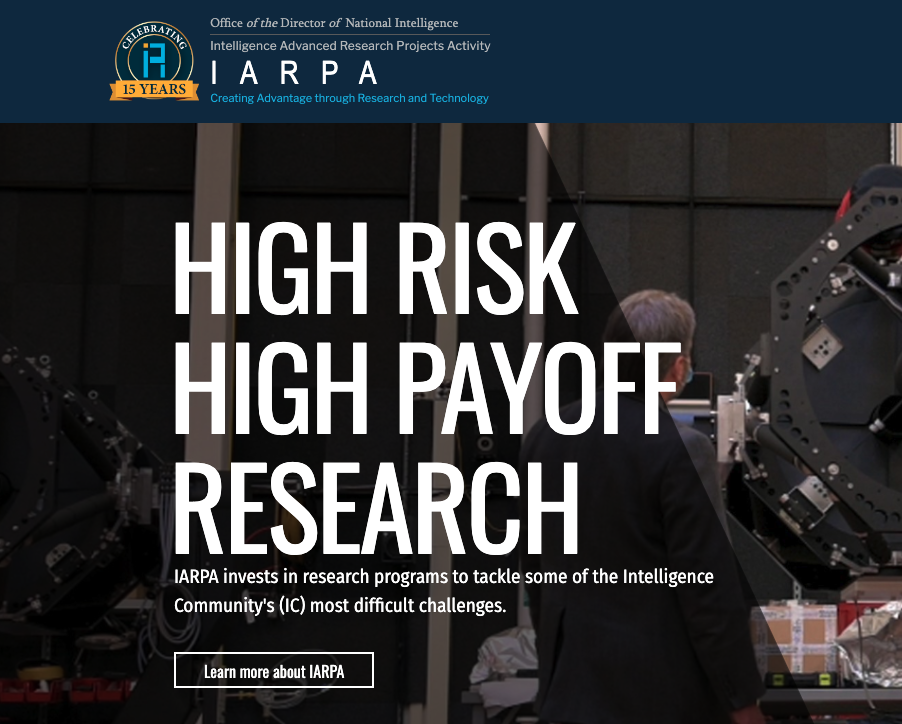 Office of the Director of National Intelligence
Intelligence Advanced Research Projects Activity
IARPA
Creating Advantage through Research and Technology
CELEBRATING
15 YEARS
HIGH RISK
HIGH PAYOFF
RESEARCH
IARPA invests in research programs to tackle some of the Intelligence
Community's (IC) most difficult challenges.
Learn more about IARPA